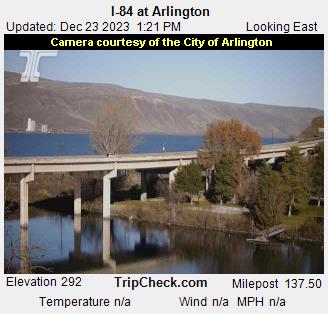 I-84 at Arlington
Updated: Dec 23 2023 1:21 PM Looking East
Camera courtesy of the City of Arlington
Elevation 292 TripCheck.com Milepost 137.50
Temperature n/a Wind n/a MPH n/a